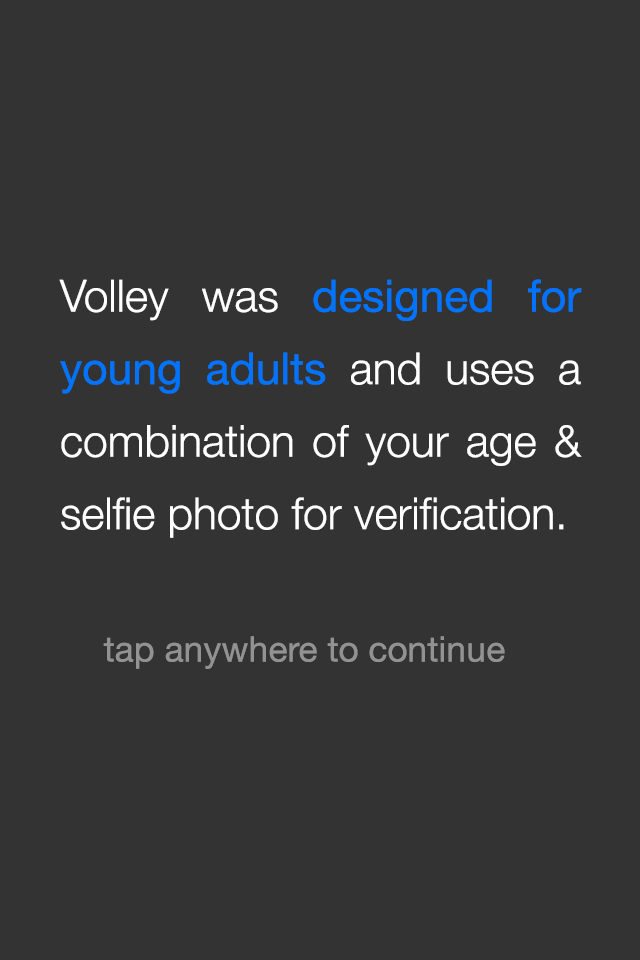 Volley was designed for
young adults and uses a
combination of your age &
selfie photo for verification.
tap anywhere to continue